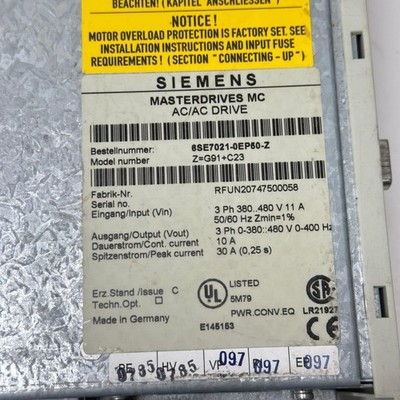 BEACHTEN! (KAPITEL "ANSCHLIESSEN")
NOTICE !
MOTOR OVERLOAD PROTECTION IS FACTORY SET. SEE
INSTALLATION INSTRUCTIONS AND INPUT FUSE
REQUIREMENTS ! (SECTION "CONNECTING - UP")
SIEMENS
MASTERDRIVES MC
AC/AC DRIVE
Bestellnummer: 6SE7021-0EP50-Z
Model number Z=G91+C23
Fabrik-Nr. RFUN20747500058
Serial no.
Eingang/Input (Vin) 3 Ph 380..480 V 11 A
50/60 Hz Zmin=1%
Ausgang/Output (Vout) 3 Ph 0-380..480 V 0-400 Hz
Dauerstrom/Cont. current 10 A
Spitzenstrom/Peak current 30 A (0,25 s)
Erz.Stand /Issue C
Techn.Opt.
Made in Germany
UL
LISTED
5M79
PWR.CONV.EQ
E145153
LR21927
CE
097 097 097